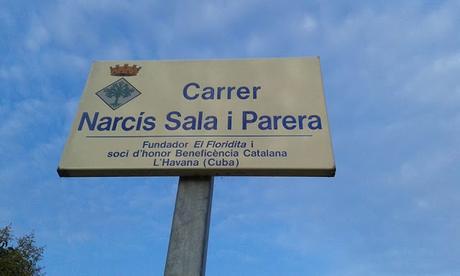 Carrer
Narcís Sala i Parera
Fundador El Floridita i
soci d'honor Beneficència Catalana
L'Havana (Cuba)